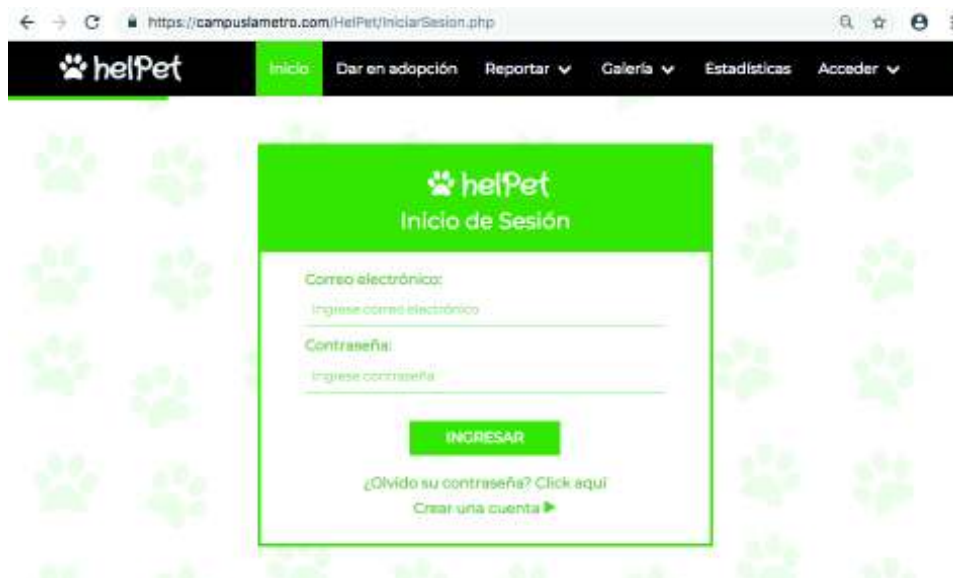 https://campuslametro.com/HelPet/IniciarSesion.php
helPet Inicio Dar en adopción Reportar Galería Estadísticas Acceder
helPet
Inicio de Sesión
Correo electrónico:
Ingrese correo electrónico
Contraseña:
Ingrese contraseña
INGRESAR
¿Olvido su contraseña? Click aquí
Crear una cuenta